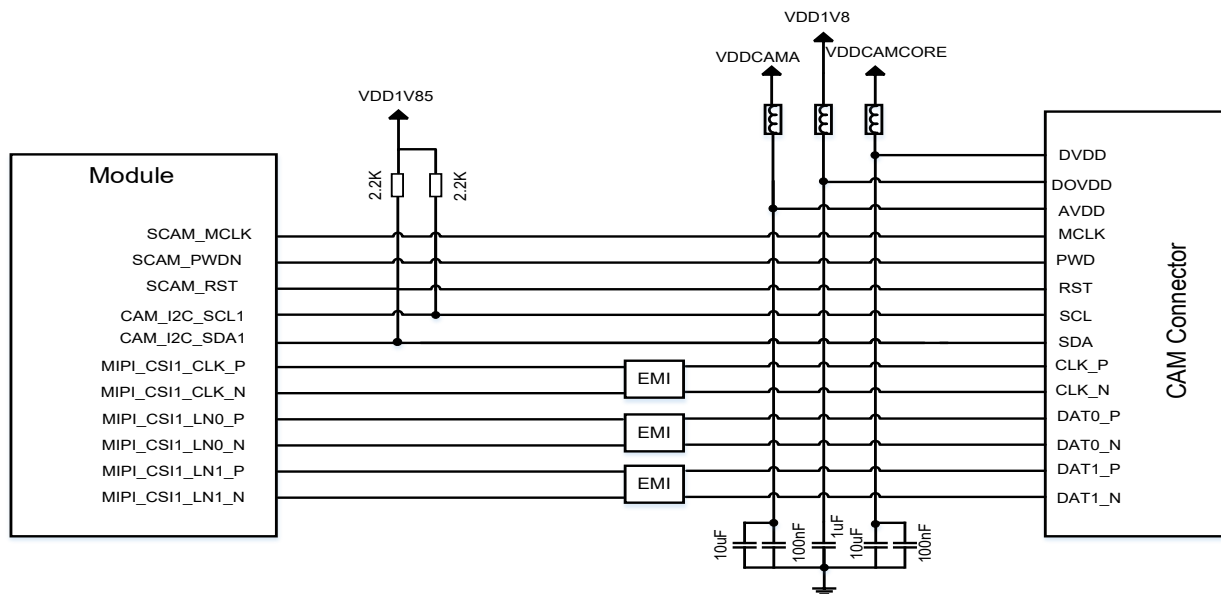 VDD1V8
VDDCAMA
VDDCAMCORE
VDD1V85
2.2K
2.2K
Module
SCAM_MCLK
SCAM_PWDN
SCAM_RST
CAM_I2C_SCL1
CAM_I2C_SDA1
MIPI_CSI1_CLK_P
MIPI_CSI1_CLK_N
MIPI_CSI1_LN0_P
MIPI_CSI1_LN0_N
MIPI_CSI1_LN1_P
MIPI_CSI1_LN1_N
EMI
EMI
EMI
DVDD
DOVDD
AVDD
MCLK
PWD
RST
SCL
SDA
CLK_P
CLK_N
DAT0_P
DAT0_N
DAT1_P
DAT1_N
CAM Connector
10uF
100nF
1uF
10uF
100nF